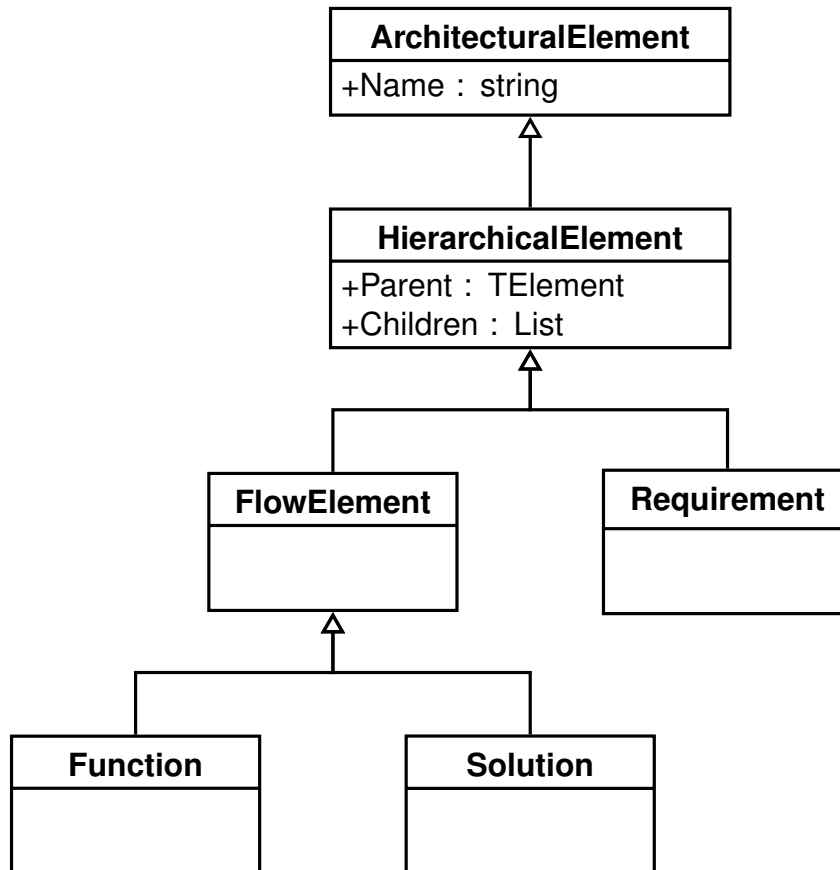 ArchitecturalElement
+Name : string
HierarchicalElement
+Parent : TElement
+Children : List
FlowElement
Requirement
Function
Solution